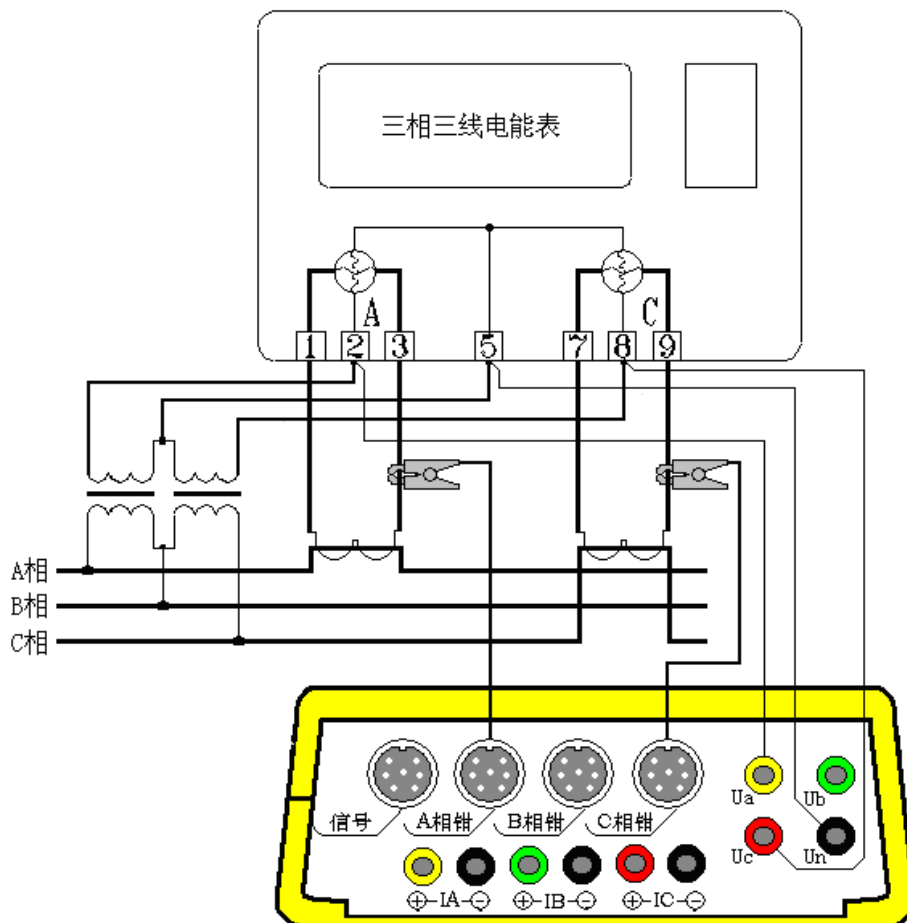 三相三线电能表
A
C
1 2 3 5 7 8 9
A相
B相
C相
Ua Ub
信号 A相钳 B相钳 C相钳
Uc Un
⊕-IA-⊖ ⊕-IB-⊖ ⊕-IC-⊖